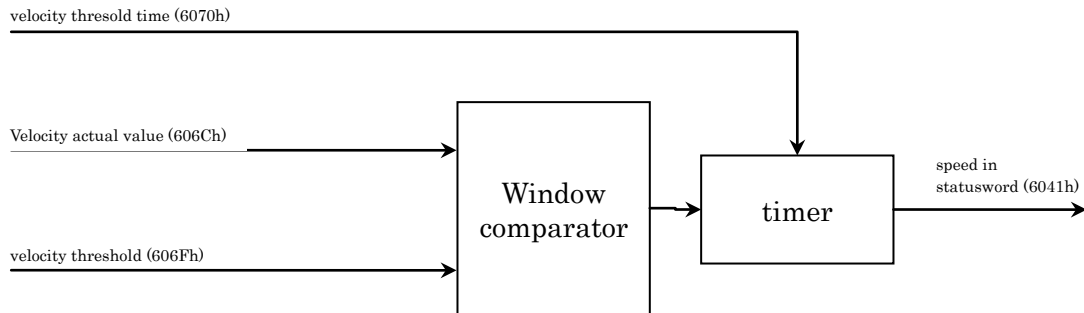 velocity thresold time (6070h)
Velocity actual value (606Ch)
velocity threshold (606Fh)
Window
comparator
timer
speed in
statusword (6041h)